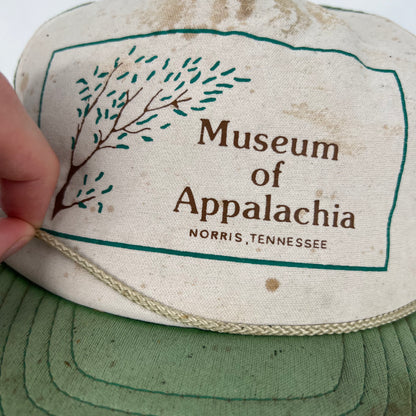 Museum
of
Appalachia
NORRIS, TENNESSEE